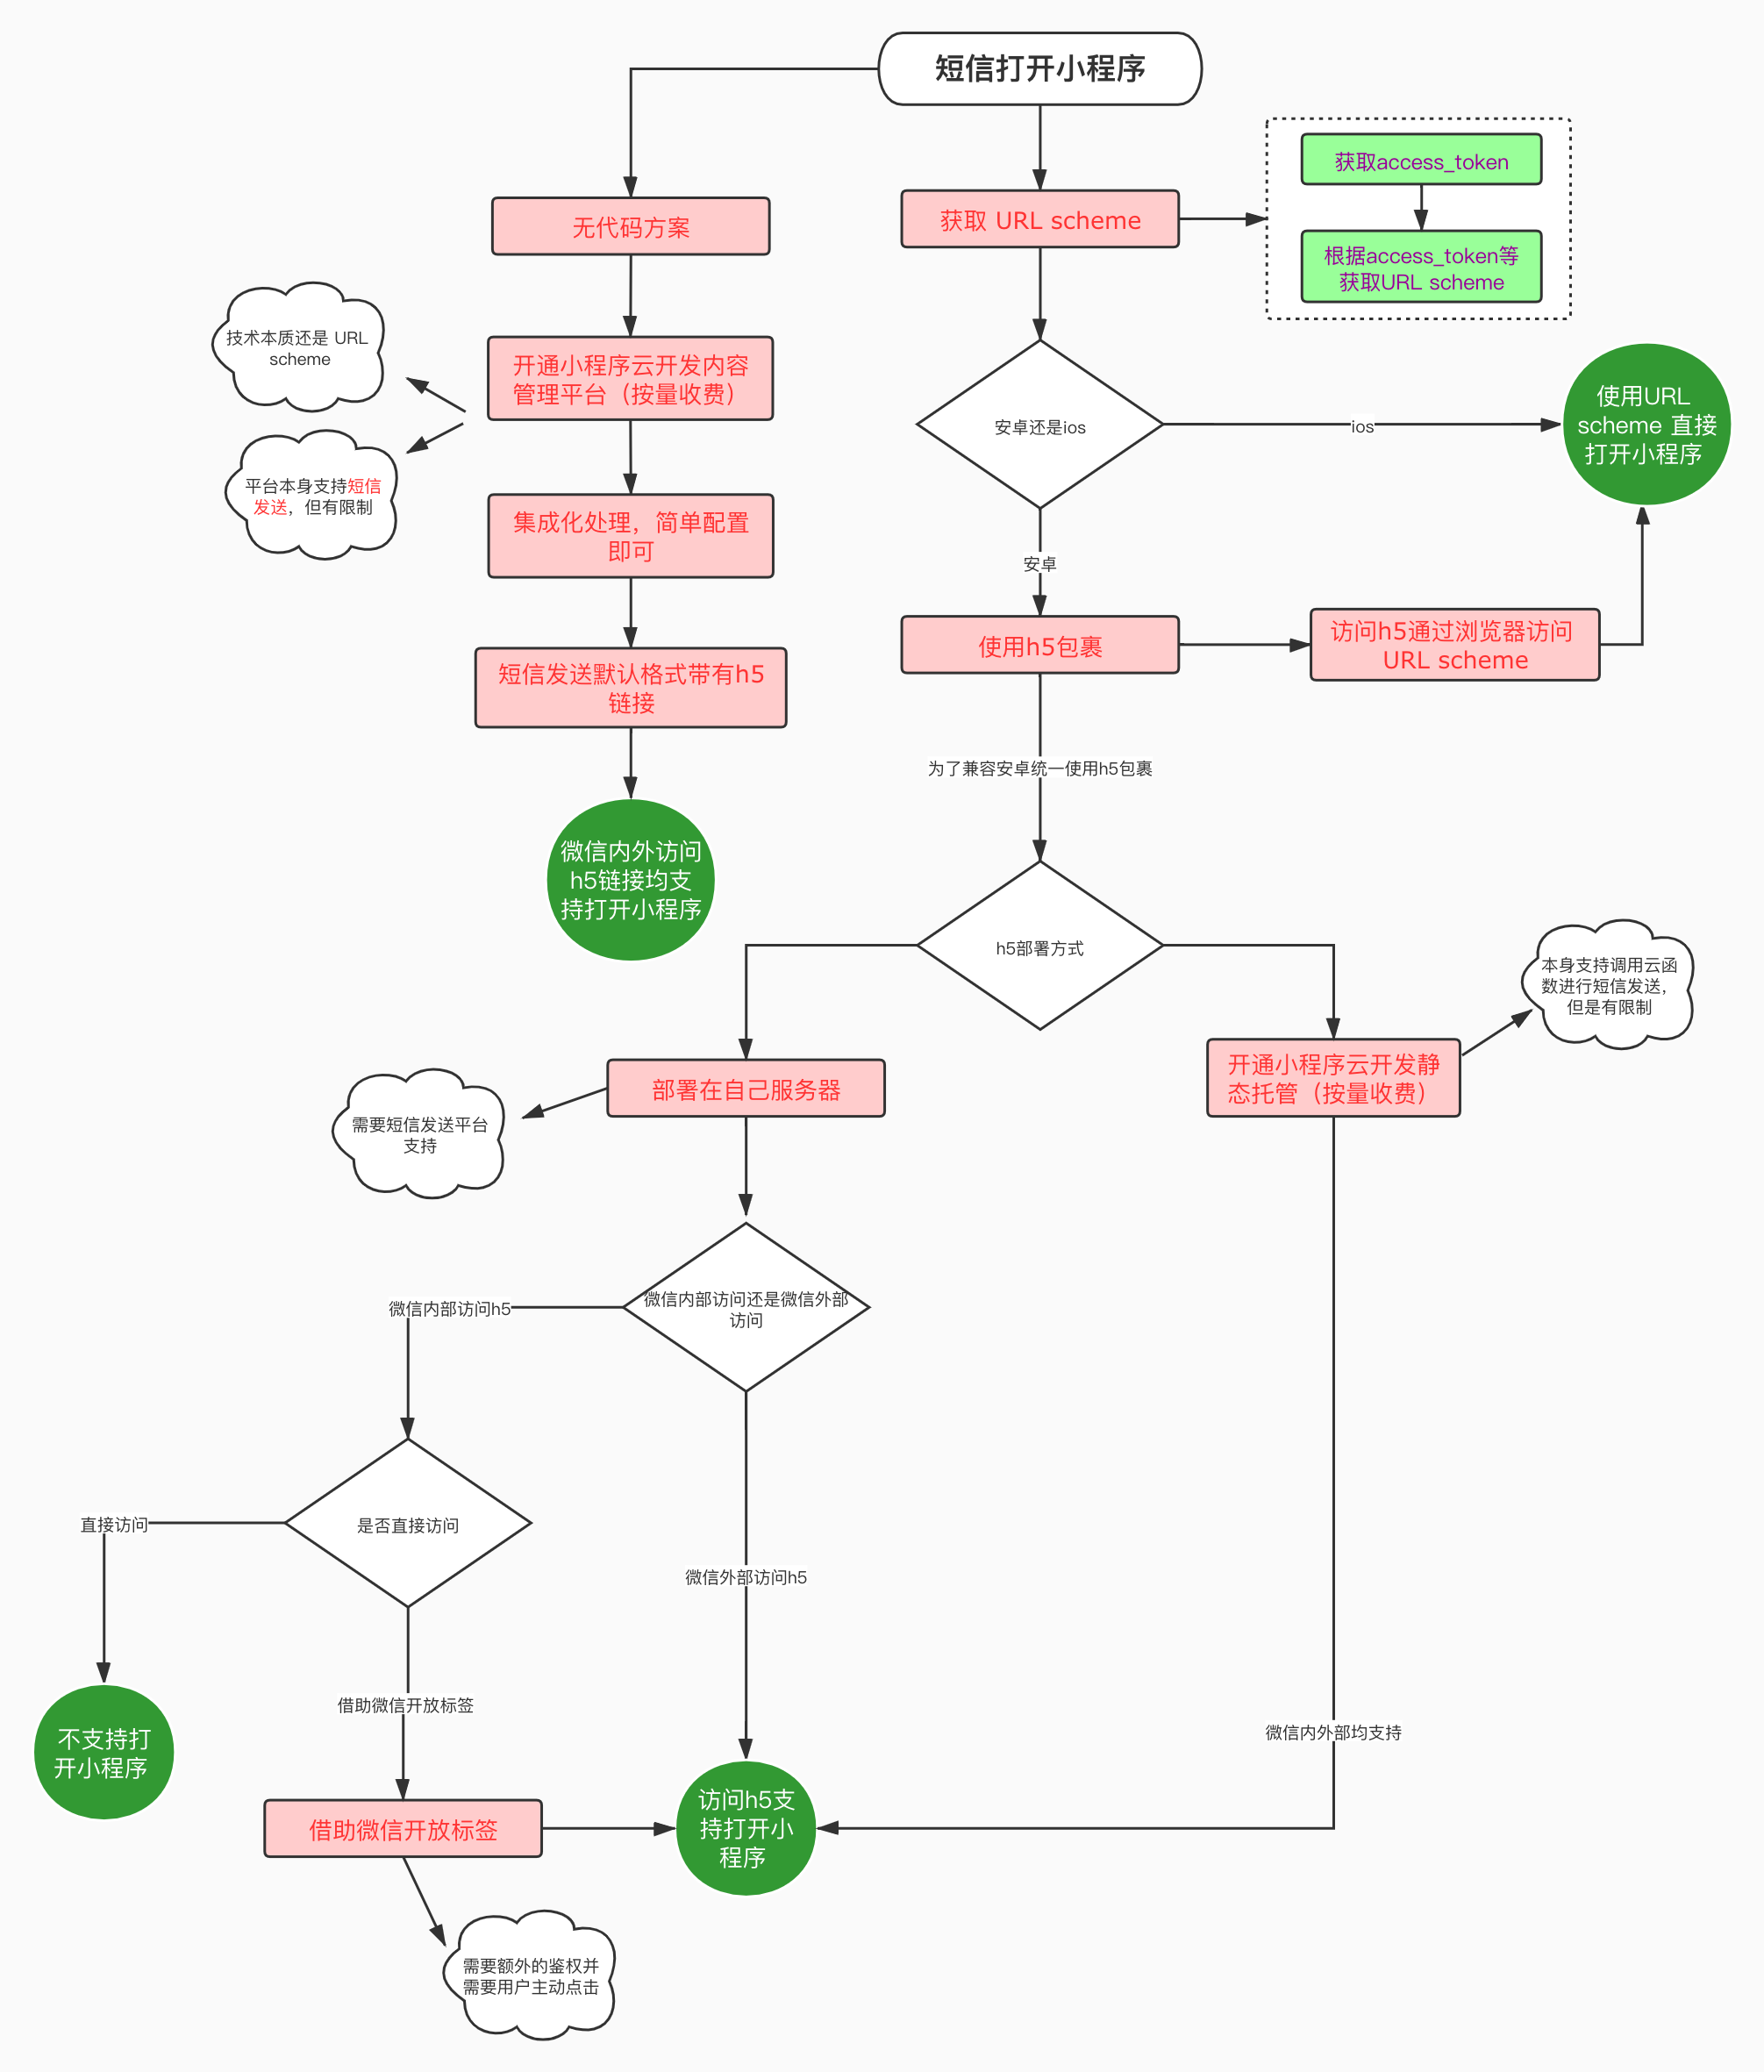 短信打开小程序
获取access_token
无代码方案
获取 URL scheme
根据access_token等
获取URL scheme
技术本质还是 URL
scheme
开通小程序云开发内容
管理平台（按量收费）
安卓还是ios
ios
使用URL
scheme 直接
打开小程序
平台本身支持短信
发送，但有限制
集成化处理，简单配置
即可
安卓
使用h5包裹
访问h5通过浏览器访问
URL scheme
短信发送默认格式带有h5
链接
为了兼容安卓统一使用h5包裹
微信内外访问
h5链接均支
持打开小程序
h5部署方式
本身支持调用云函
数进行短信发送，
但是有限制
部署在自己服务器
开通小程序云开发静
态托管（按量收费）
需要短信发送平台
支持
微信内部访问h5
微信内部访问还是微信外部
访问
直接访问
是否直接访问
微信外部访问h5
借助微信开放标签
微信内外部均支持
不支持打
开小程序
借助微信开放标签
访问h5支
持打开小
程序
需要额外的鉴权并
需要用户主动点击